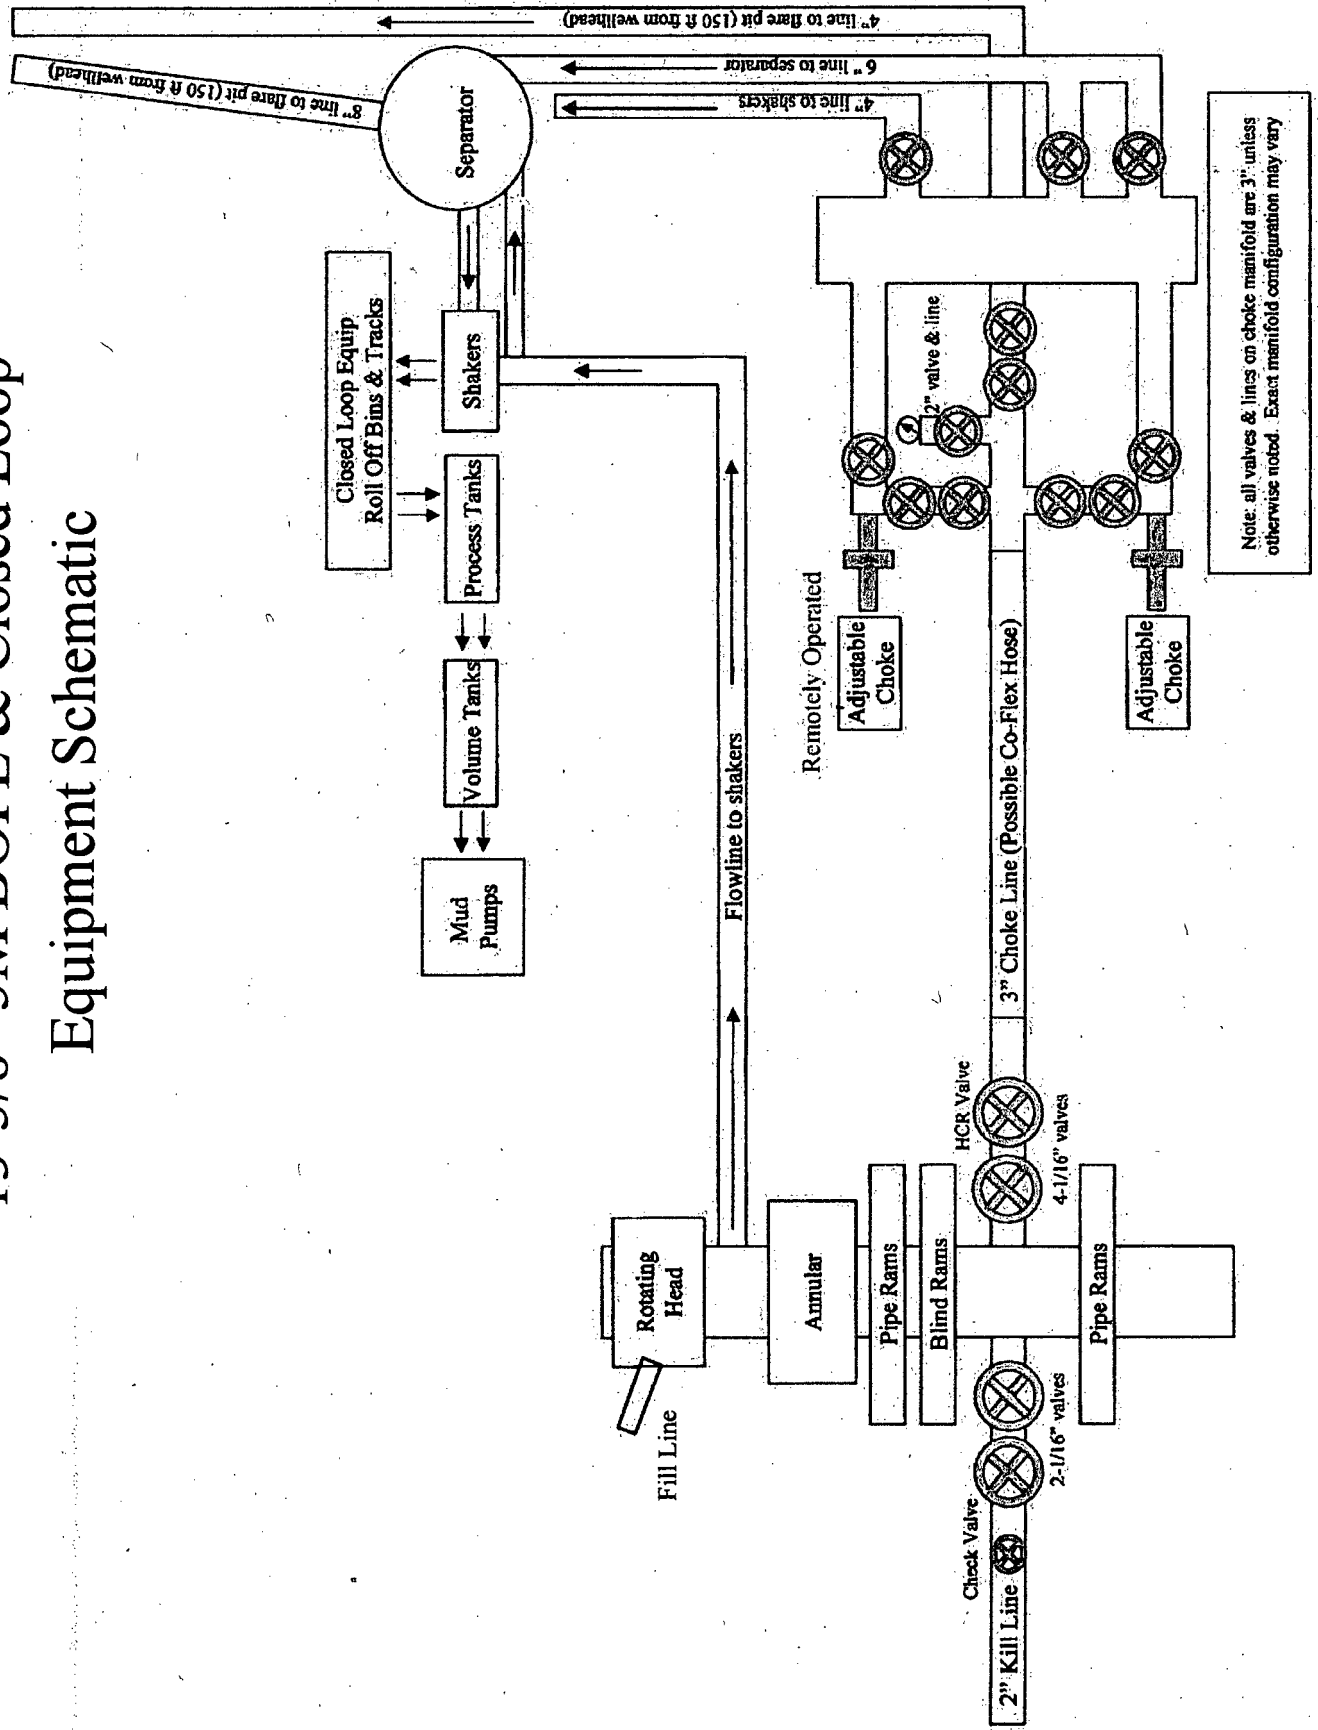 Equipment Schematic
4" line to flare pit (150 ft from wellhead)
8" line to flare pit (150 ft from wellhead)
6" line to separator
4" line to shakers
Separator
Closed Loop Equip
Roll Off Bins & Tracks
Shakers
Process Tanks
Volume Tanks
Mud
Pumps
Flowline to shakers
2" valve & line
Remotely Operated
Adjustable
Choke
Adjustable
Choke
Note: all valves & lines on choke manifold are 3" unless
otherwise noted. Exact manifold configuration may vary
3" Choke Line (Possible Co-Flex Hose)
HCR Valve
4-1/16" valves
Rotating
Head
Fill Line
Annular
Pipe Rams
Blind Rams
Pipe Rams
2-1/16" valves
Check Valve
2" Kill Line